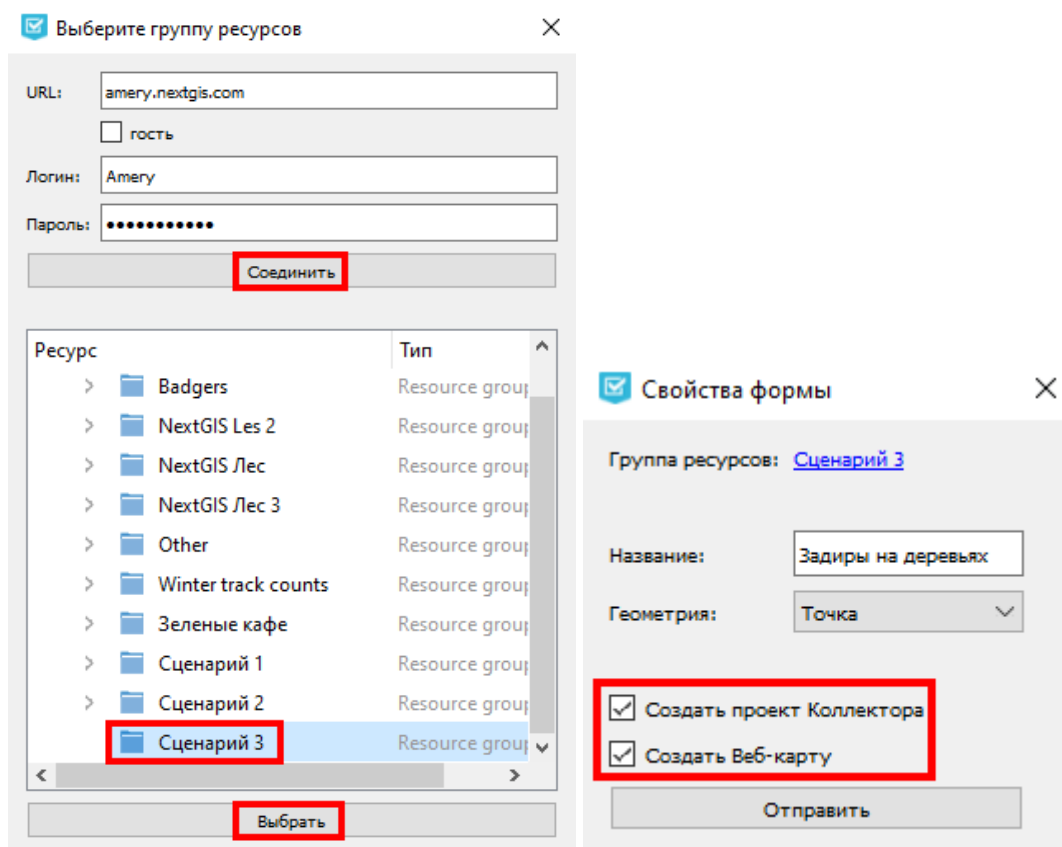 Выберите группу ресурсов
URL: amery.nextgis.com
гость
Логин: Amery
Пароль: •••••••••••
Соединить
Ресурс Тип
Badgers Resource group
NextGIS Les 2 Resource group
NextGIS Лес Resource group
NextGIS Лес 3 Resource group
Other Resource group
Winter track counts Resource group
Зеленые кафе Resource group
Сценарий 1 Resource group
Сценарий 2 Resource group
Сценарий 3 Resource group
Выбрать
Свойства формы
Группа ресурсов: Сценарий 3
Название: Задиры на деревьях
Геометрия: Точка
Создать проект Коллектора
Создать Веб-карту
Отправить